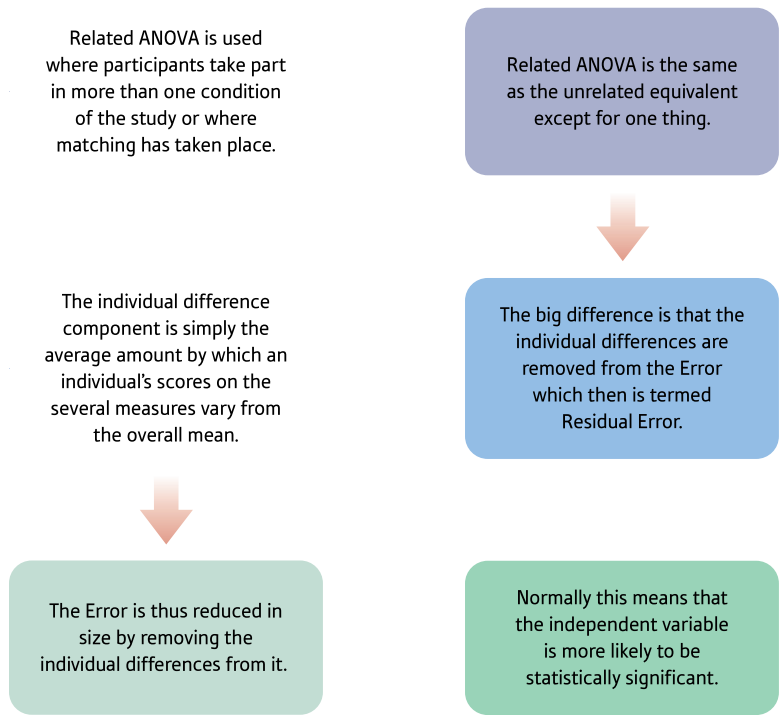 Related ANOVA is used
where participants take part
in more than one condition
of the study or where
matching has taken place.
Related ANOVA is the same
as the unrelated equivalent
except for one thing.
The big difference is that the
individual differences are
removed from the Error
which then is termed
Residual Error.
The individual difference
component is simply the
average amount by which an
individual's scores on the
several measures vary from
the overall mean.
The Error is thus reduced in
size by removing the
individual differences from it.
Normally this means that
the independent variable
is more likely to be
statistically significant.